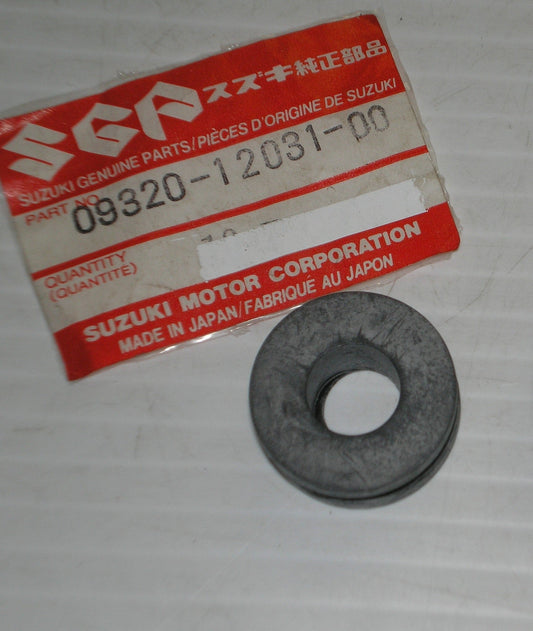 SGP スズキ純正部品
SUZUKI GENUINE PARTS/PIÈCES D'ORIGINE DE SUZUKI
PART NO.
09320-12031-00
QUANTITY
(QUANTITÉ)
SUZUKI MOTOR CORPORATION
MADE IN JAPAN/FABRIQUÉ AU JAPON